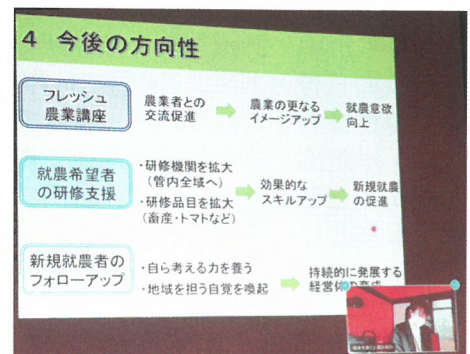 4 今後の方向性
フレッシュ
農業講座
農業者との
交流促進
農業の更なる
イメージアップ
就農意欲
向上
就農希望者
の研修支援
・研修機関を拡大
(管内全域へ)
・研修品目を拡大
(畜産・トマトなど)
効果的な
スキルアップ
新規就農
の促進
新規就農者の
フォローアップ
・自ら考える力を養う
・地域を担う自覚を喚起
持続的に発展する
経営体の育成